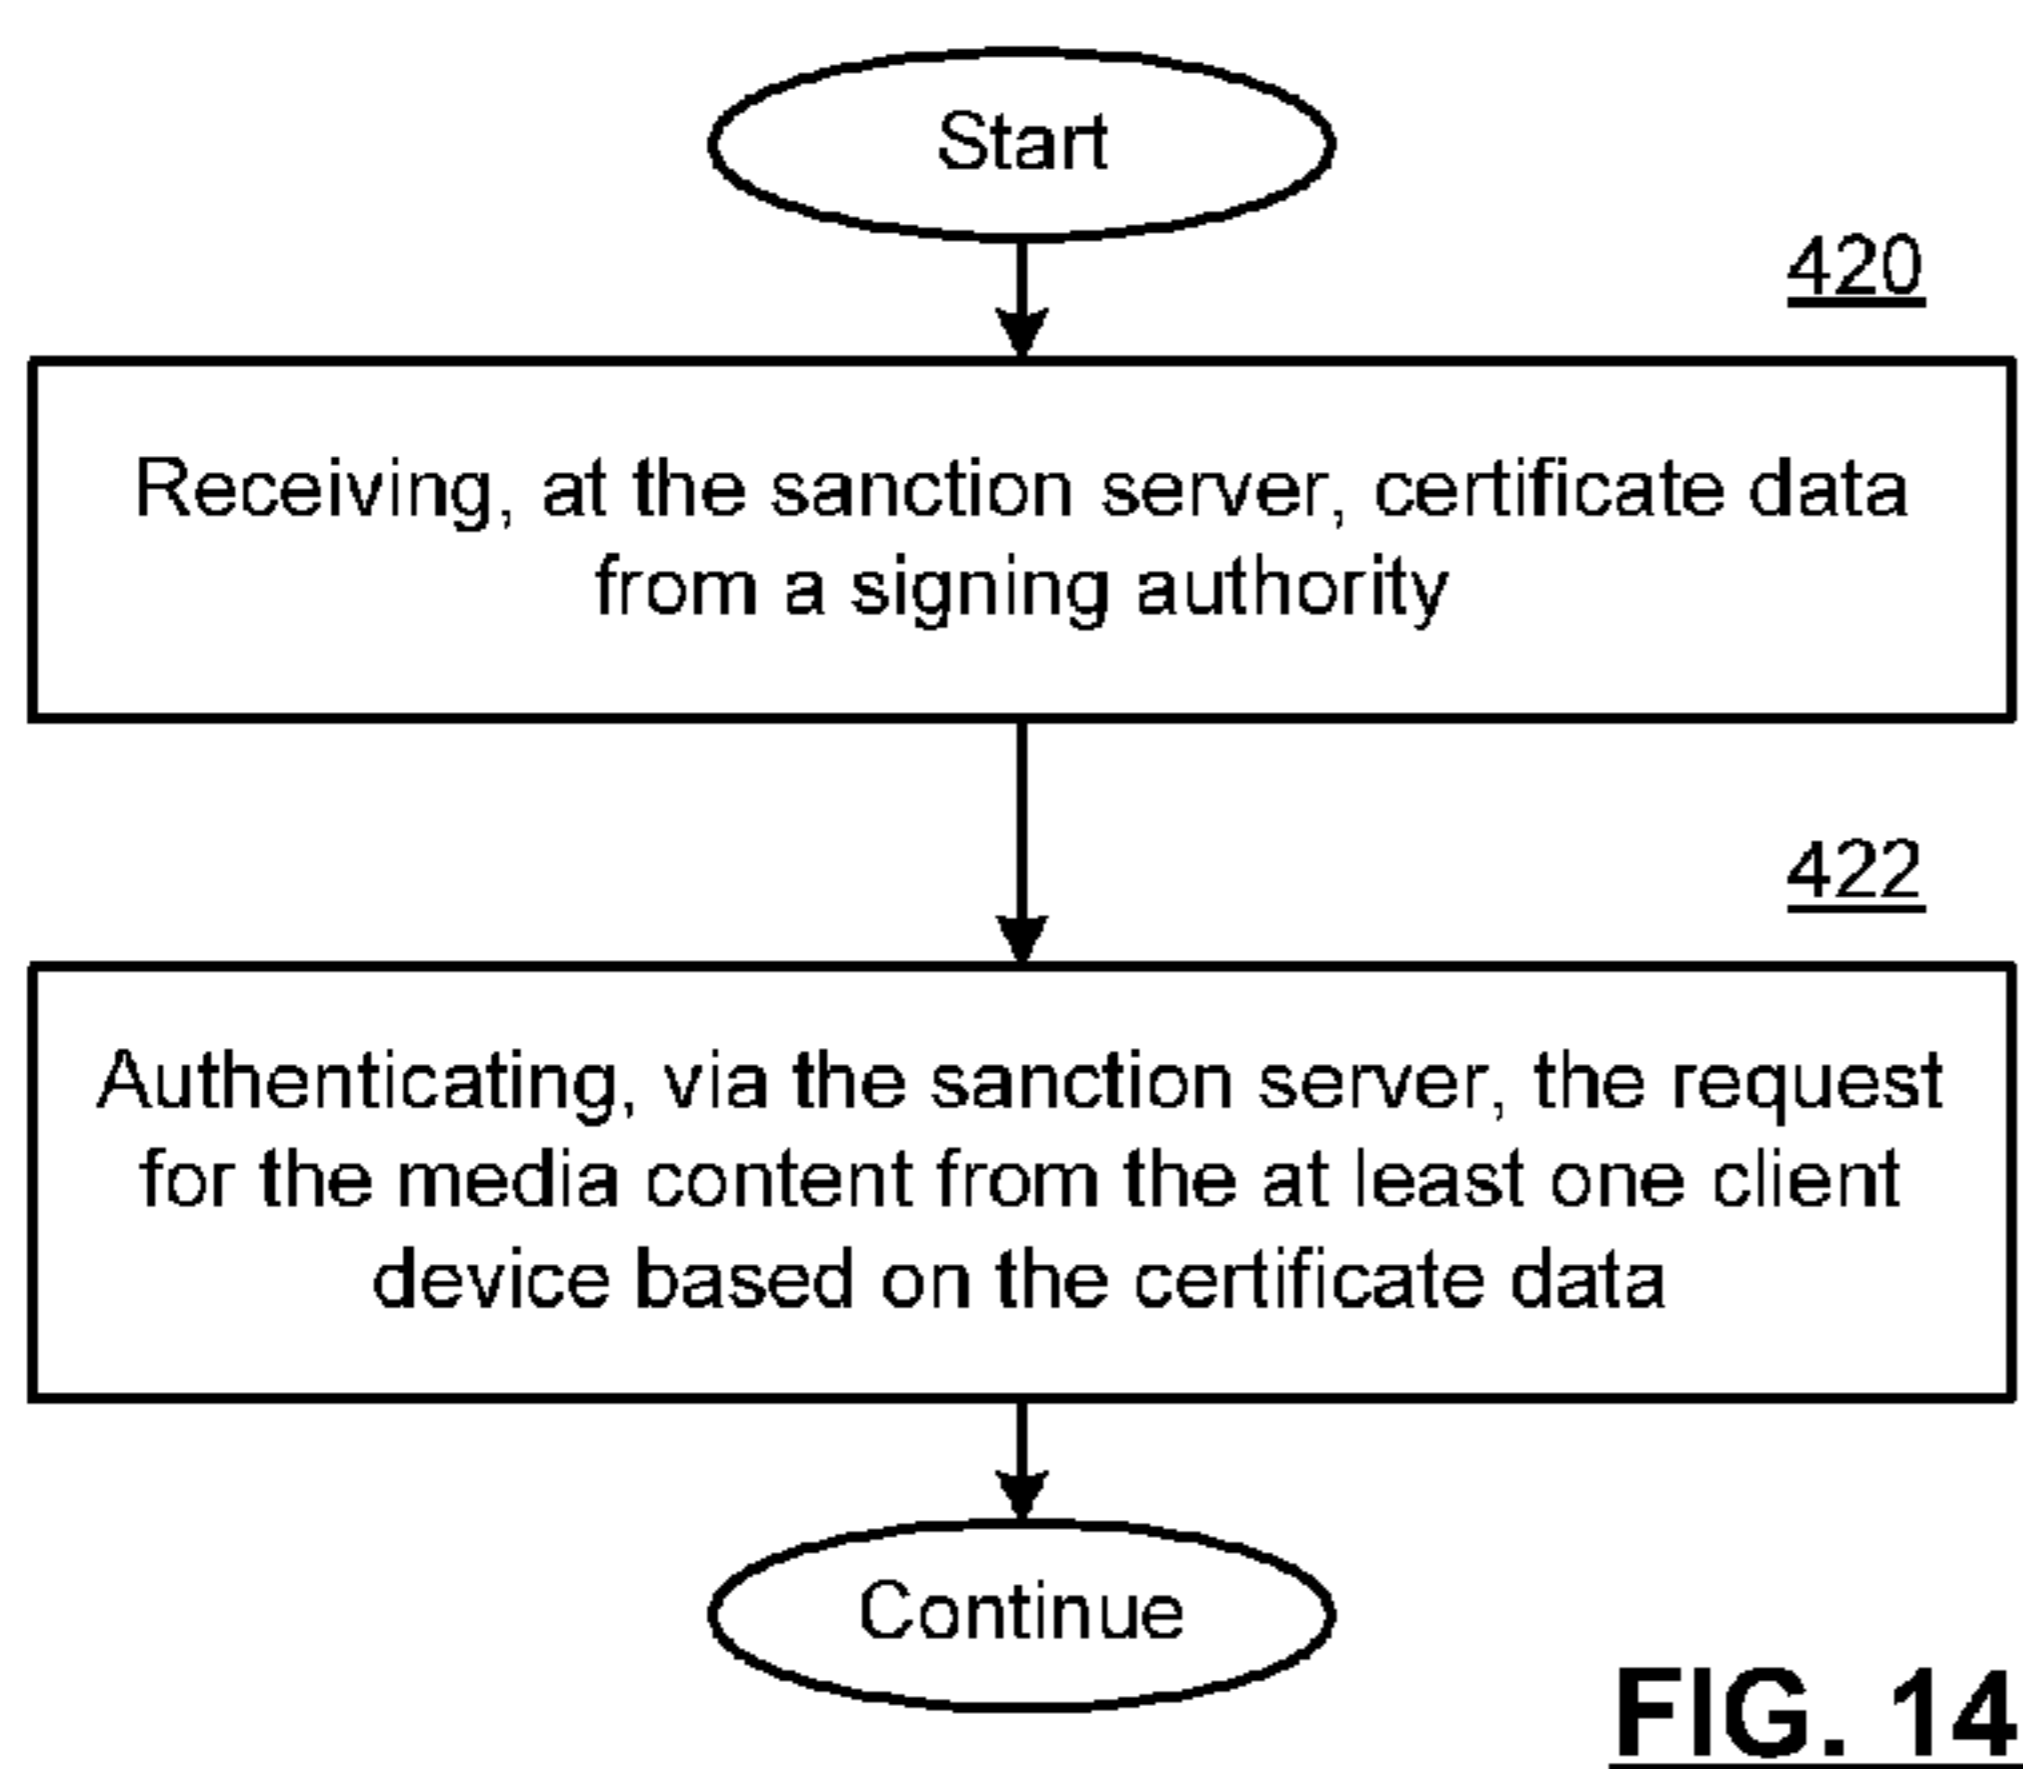 Start
420
Receiving, at the sanction server, certificate data
from a signing authority
422
Authenticating, via the sanction server, the request
for the media content from the at least one client
device based on the certificate data
Continue
FIG. 14